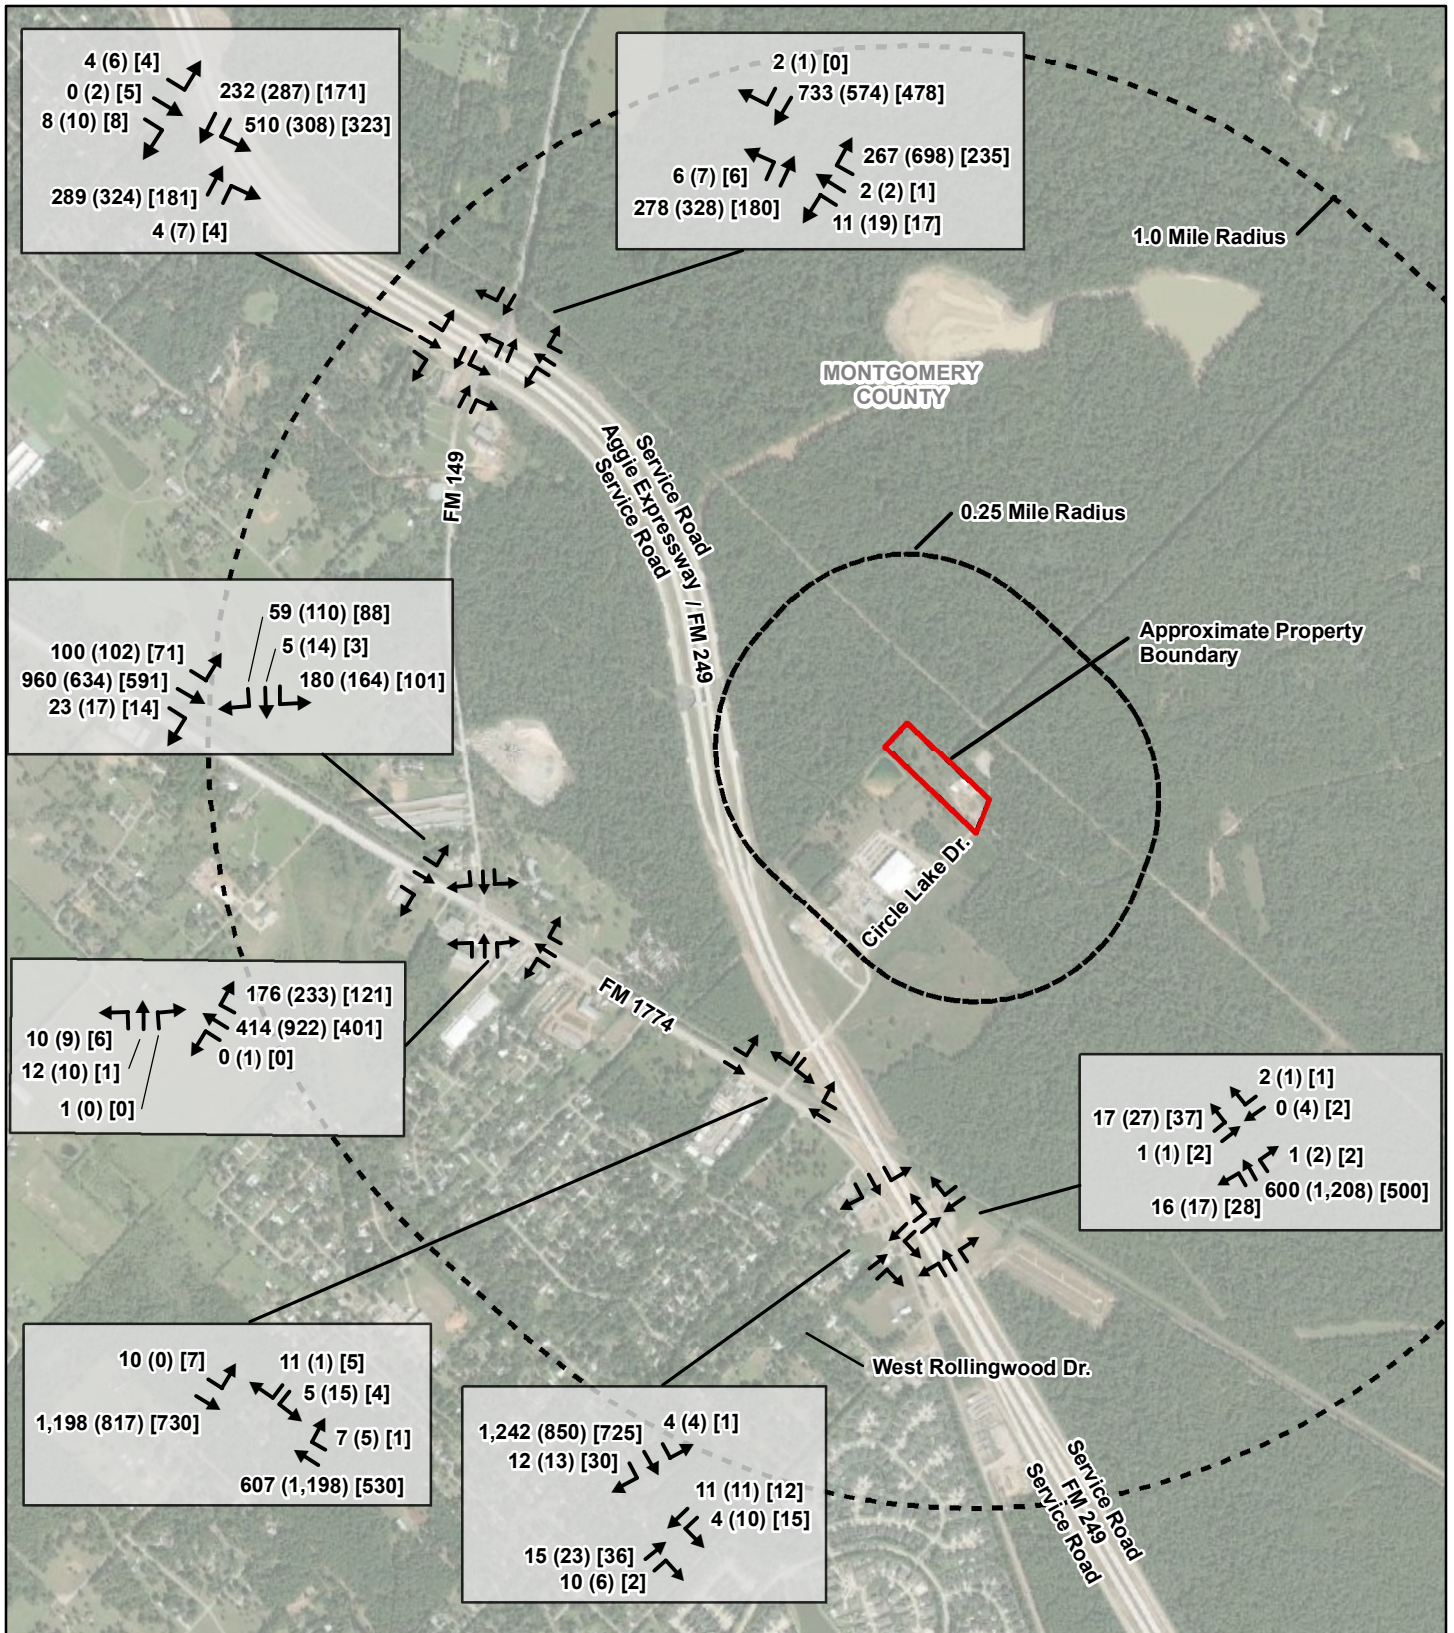 4 (6) [4]
0 (2) [5]
8 (10) [8]
232 (287) [171]
510 (308) [323]
289 (324) [181]
4 (7) [4]
2 (1) [0]
733 (574) [478]
267 (698) [235]
6 (7) [6]
2 (2) [1]
278 (328) [180]
11 (19) [17]
1.0 Mile Radius
MONTGOMERY
COUNTY
Service Road
Aggie Expressway / FM 249
Service Road
FM 149
0.25 Mile Radius
Approximate Property
Boundary
59 (110) [88]
5 (14) [3]
100 (102) [71]
960 (634) [591]
23 (17) [14]
180 (164) [101]
Circle Lake Dr.
FM 1774
176 (233) [121]
414 (922) [401]
0 (1) [0]
10 (9) [6]
12 (10) [1]
1 (0) [0]
2 (1) [1]
0 (4) [2]
17 (27) [37]
1 (1) [2]
1 (2) [2]
600 (1,208) [500]
16 (17) [28]
10 (0) [7]
11 (1) [5]
5 (15) [4]
1,198 (817) [730]
7 (5) [1]
607 (1,198) [530]
West Rollingwood Dr.
4 (4) [1]
1,242 (850) [725]
12 (13) [30]
11 (11) [12]
4 (10) [15]
15 (23) [36]
10 (6) [2]
Service Road
FM 249
Service Road